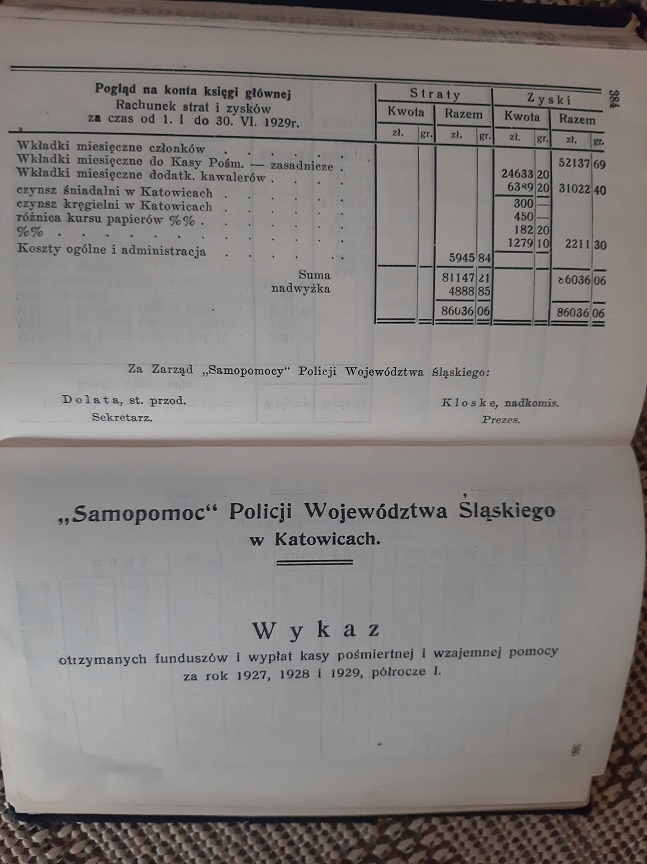 384
Pogląd na konta księgi głównej
Rachunek strat i zysków
za czas od 1. I do 30. VI. 1929r.
Straty Zyski
Kwota Razem Kwota Razem
zł. gr. zł. gr. zł. gr. zł. gr.
Wkładki miesięczne członków . . . . . . 52137 69
Wkładki miesięczne do Kasy Pośm. — zasadnicze . 24633 20
Wkładki miesięczne dodatk. kawalerów . . . . 6389 20 31022 40
czynsz śniadalni w Katowicach . . . . . . 300 —
czynsz kręgielni w Katowicach . . . . . . 450 —
różnica kursu papierów %% . . . . . . . 182 20
%% . . . . . . . . . . . . 1279 10 2211 30
Koszty ogólne i administracja . . . . . . 5945 84
Suma 81147 21 86036 06
nadwyżka 4888 85
86036 06 86036 06
Za Zarząd „Samopomocy" Policji Województwa Śląskiego:
Dolata, st. przod. Kloske, nadkomis.
Sekretarz. Prezes.
„Samopomoc" Policji Województwa Śląskiego
w Katowicach.
Wykaz
otrzymanych funduszów i wypłat kasy pośmiertnej i wzajemnej pomocy
za rok 1927, 1928 i 1929, półrocze I.